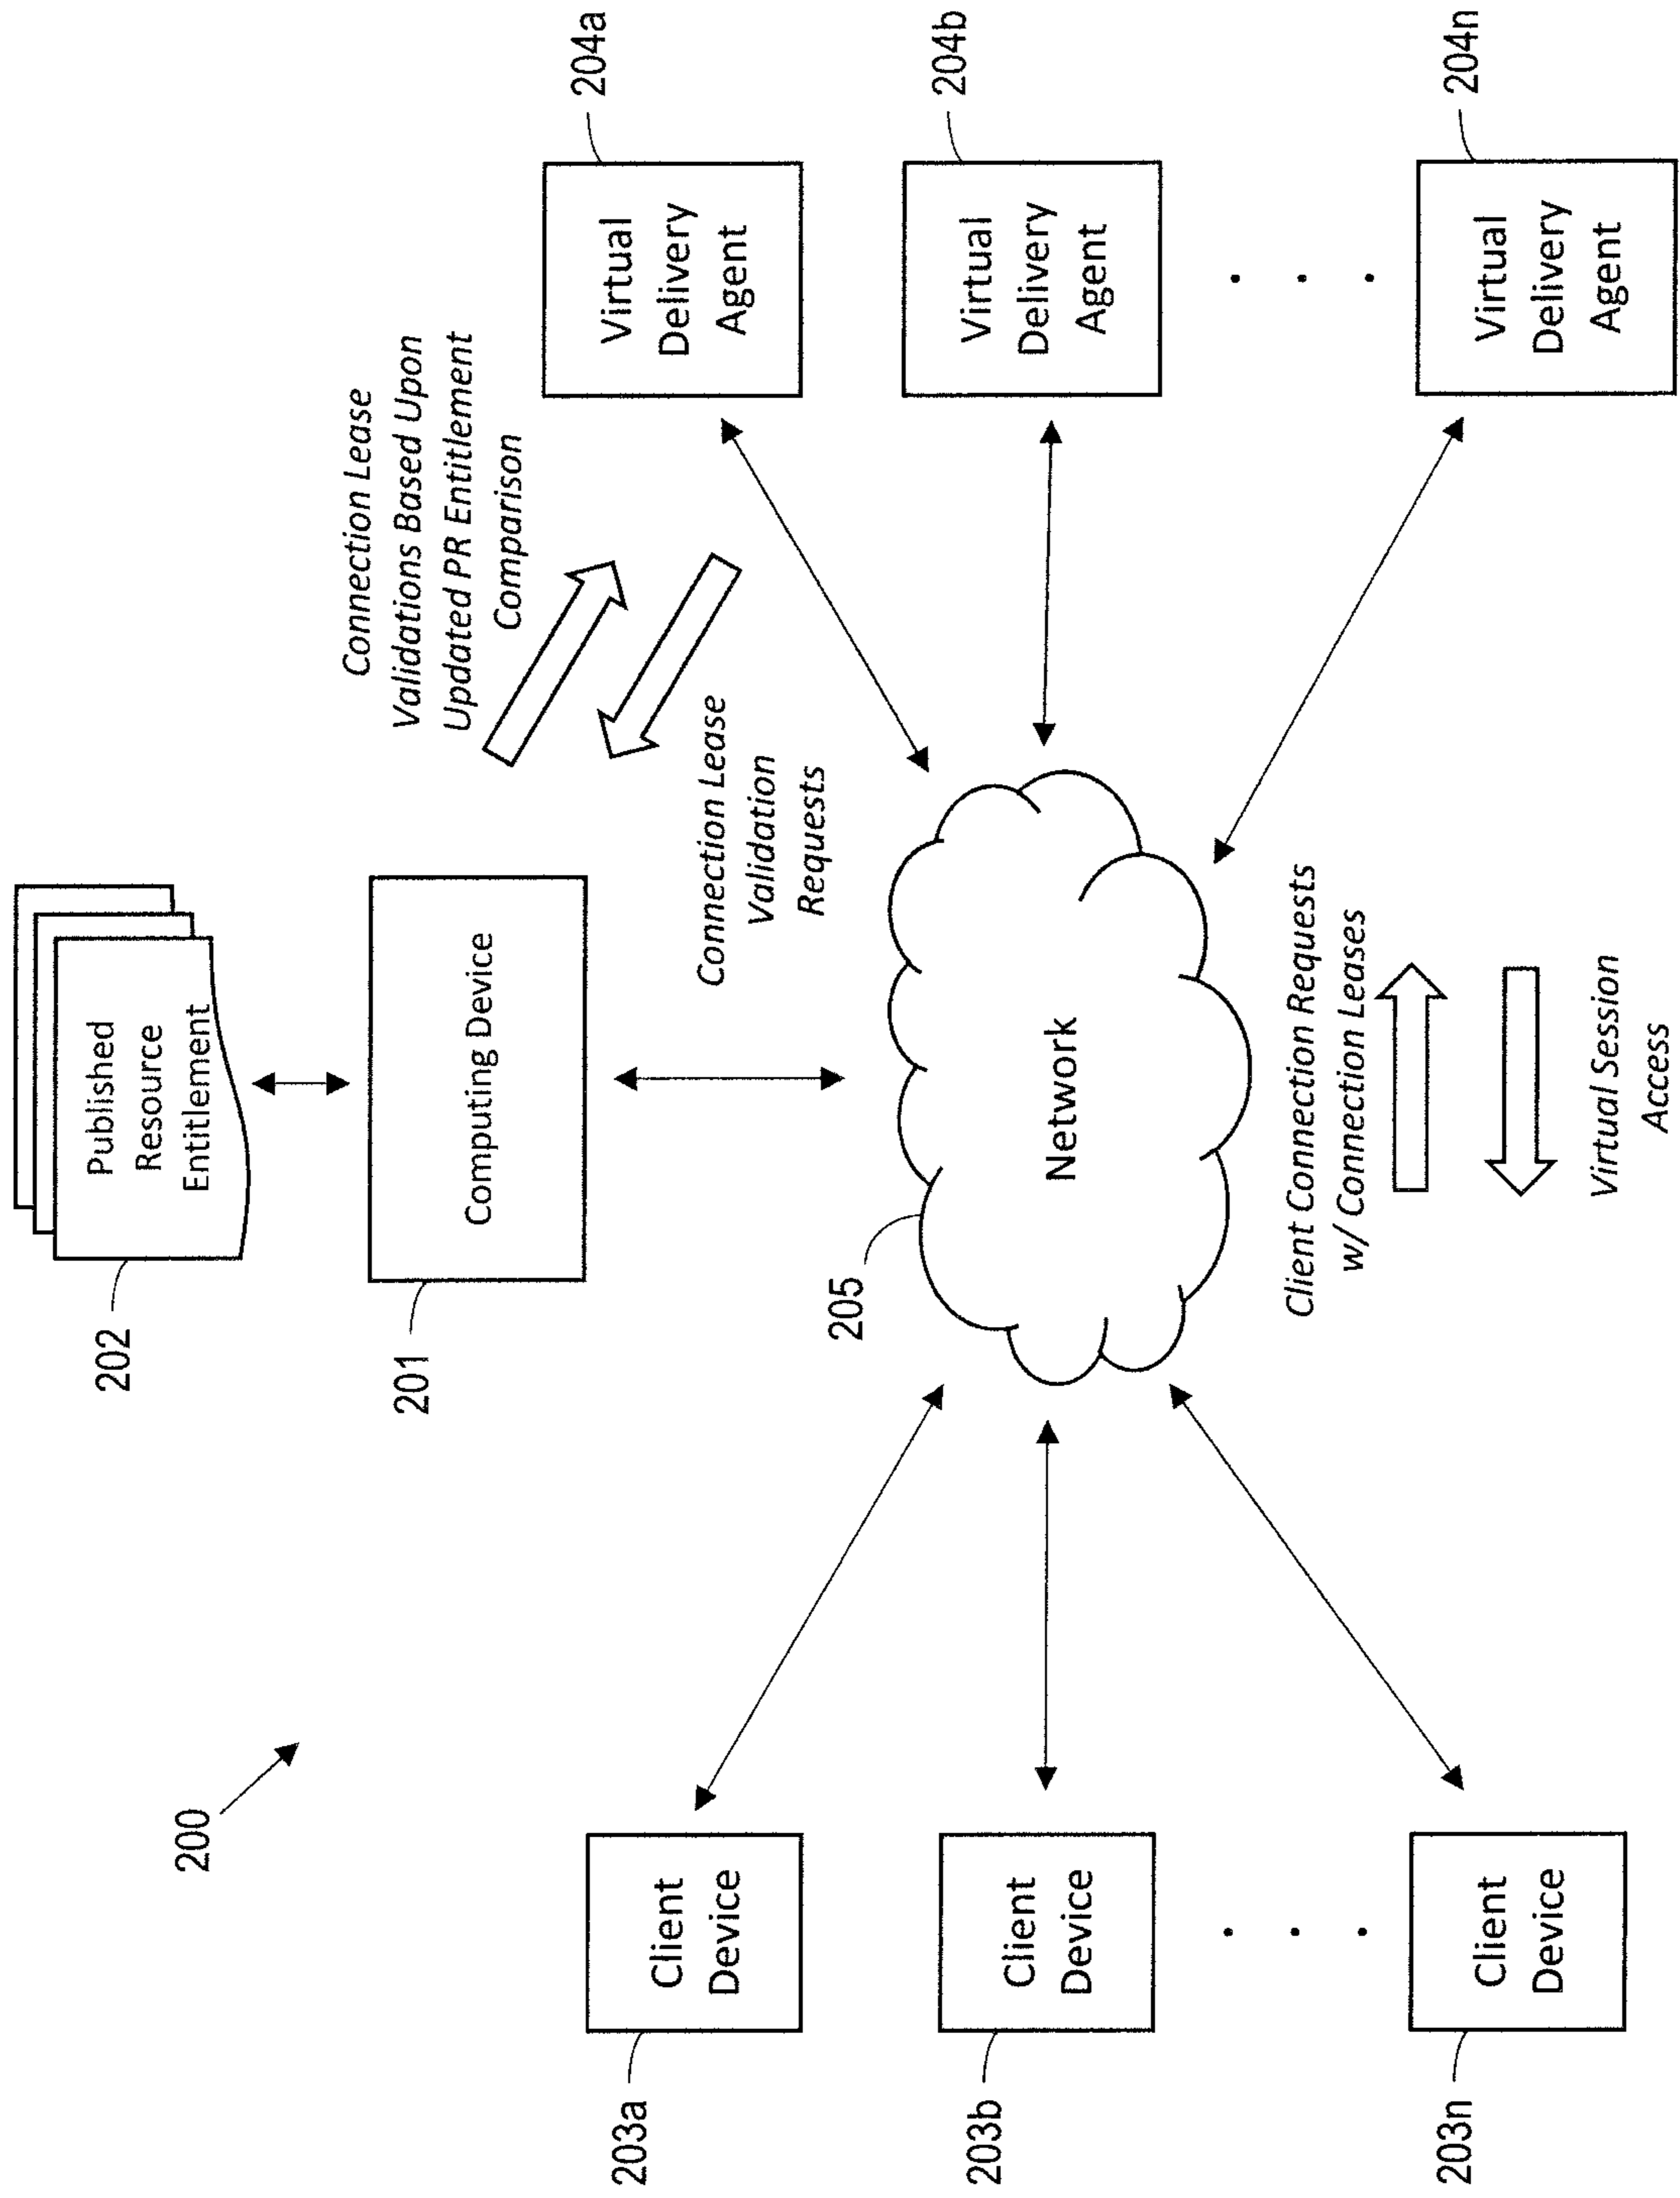 200
202
Published
Resource
Entitlement
201
Computing Device
Connection Lease
Validations Based Upon
Updated PR Entitlement
Comparison
Connection Lease
Validation
Requests
203a
Client
Device
203b
Client
Device
203n
Client
Device
205
Network
204a
Virtual
Delivery
Agent
204b
Virtual
Delivery
Agent
204n
Virtual
Delivery
Agent
Client Connection Requests
w/ Connection Leases
Virtual Session
Access